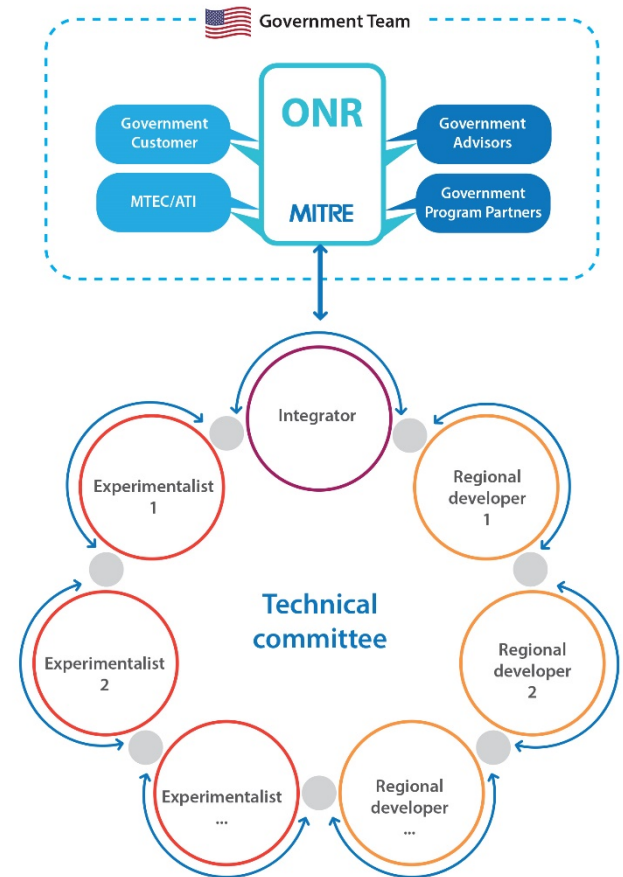 Government Team
ONR
MITRE
Government
Customer
MTEC/ATI
Government
Advisors
Government
Program Partners
Integrator
Experimentalist
1
Regional
developer
1
Technical
committee
Experimentalist
2
Regional
developer
2
Experimentalist
...
Regional
developer
...